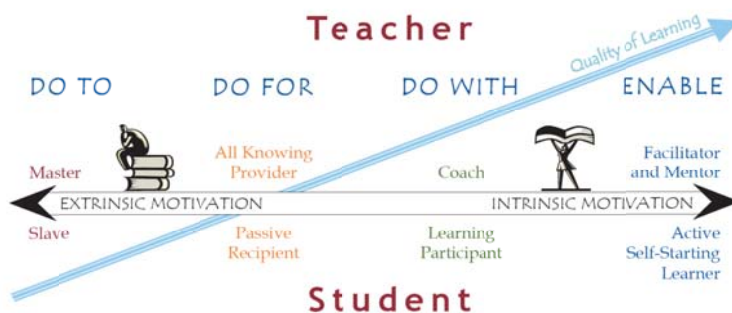 Teacher
Quality of Learning
DO TO
DO FOR
DO WITH
ENABLE
Master
All Knowing
Provider
Coach
Facilitator
and Mentor
EXTRINSIC MOTIVATION
INTRINSIC MOTIVATION
Slave
Passive
Recipient
Learning
Participant
Active
Self-Starting
Learner
Student